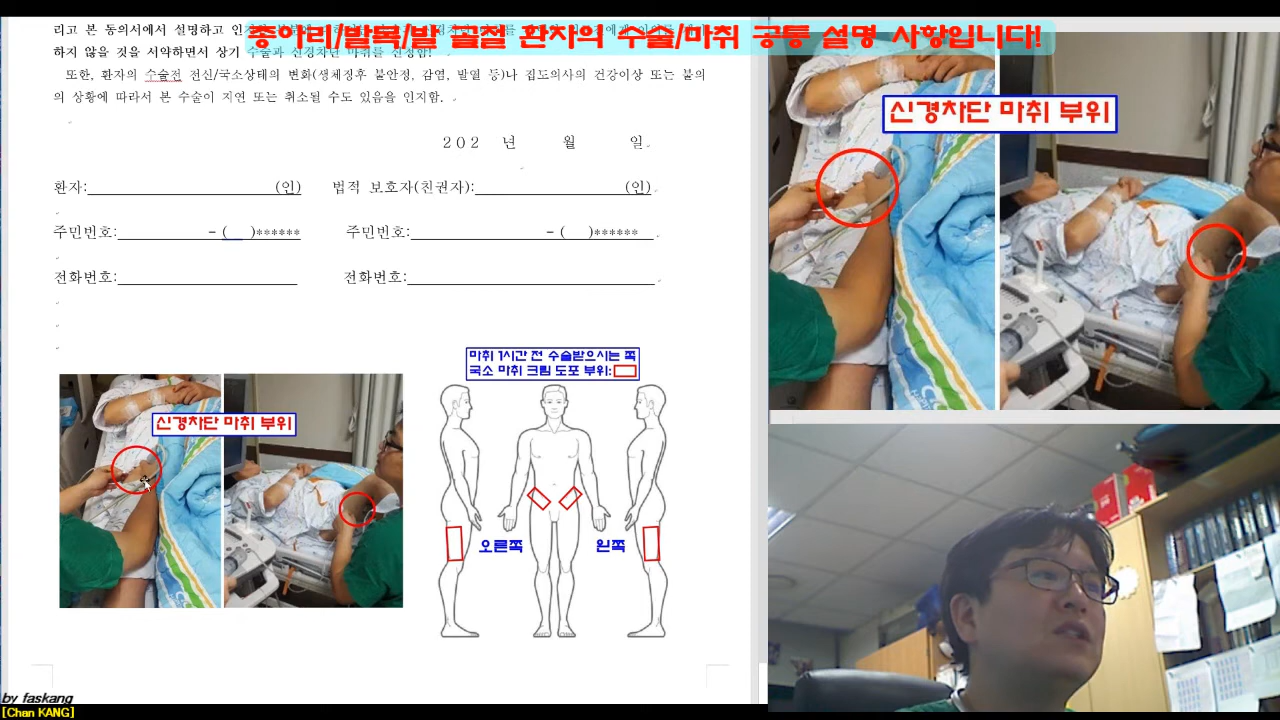 종아리/발목/발 골절 환자의 수술/마취 공통 설명 사항입니다!
리고 본 동의서에서 설명하고 인
하지 않을 것을 서약하면서 상기 수술과 신경차단 마취를 신청함!
또한, 환자의 수술전 전신/국소상태의 변화(생체징후 불안정, 감염, 발열 등)나 집도의사의 건강이상 또는 불의
의 상황에 따라서 본 수술이 지연 또는 취소될 수도 있음을 인지함.
202 년 월 일
환자: (인) 법적 보호자(친권자): (인)
주민번호: - ( )****** 주민번호: - ( )******
전화번호: 전화번호:
마취 1시간 전 수술받으시는 쪽
국소 마취 크림 도포 부위:
신경차단 마취 부위
오른쪽 왼쪽
신경차단 마취 부위
by faskang
[Chan KANG]